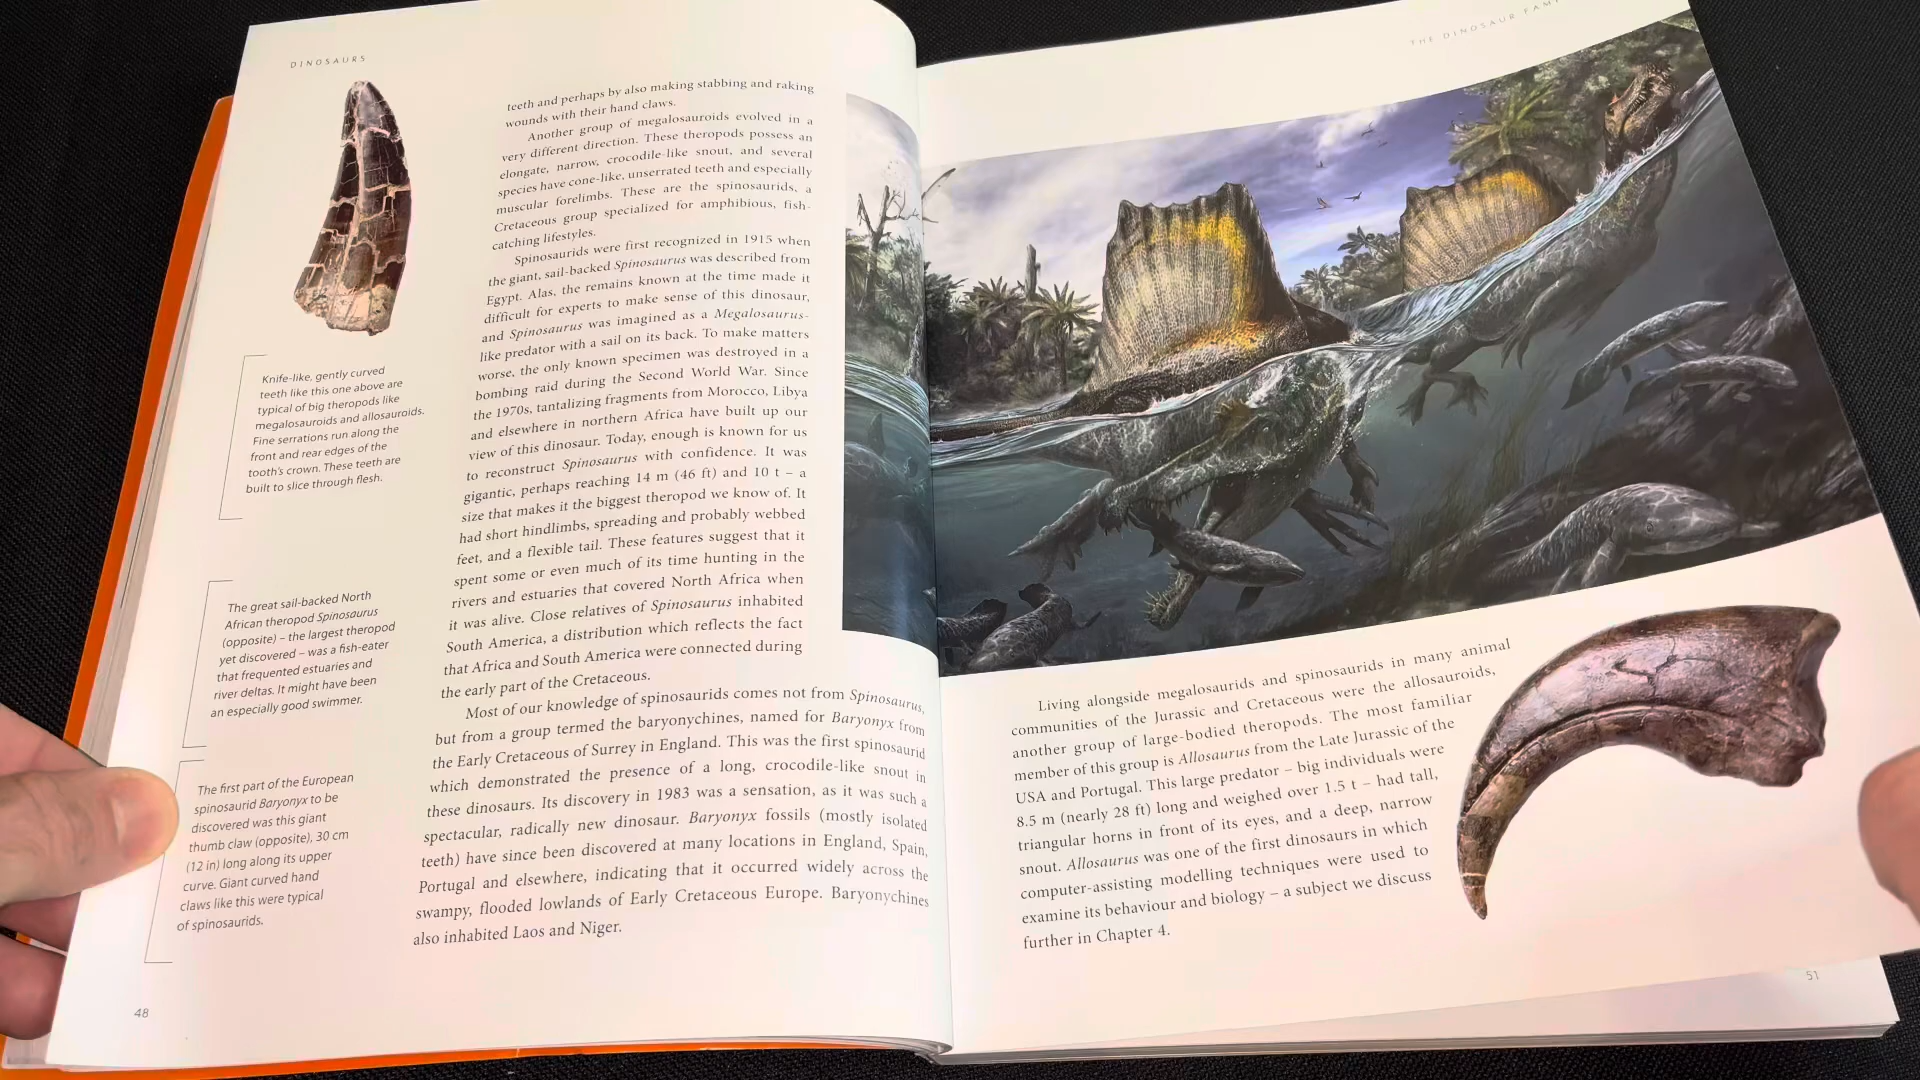 DINOSAURS
teeth and perhaps by also making stabbing and raking
wounds with their hand claws.
Another group of megalosauroids evolved in a
very different direction. These theropods possess an
elongate, narrow, crocodile-like snout, and several
species have cone-like, unserrated teeth and especially
muscular forelimbs. These are the spinosaurids, a
Cretaceous group specialized for amphibious, fish-
catching lifestyles.
Spinosaurids were first recognized in 1915 when
the giant, sail-backed Spinosaurus was described from
Egypt. Alas, the remains known at the time made it
difficult for experts to make sense of this dinosaur,
and Spinosaurus was imagined as a Megalosaurus-
like predator with a sail on its back. To make matters
worse, the only known specimen was destroyed in a
bombing raid during the Second World War. Since
the 1970s, tantalizing fragments from Morocco, Libya
and elsewhere in northern Africa have built up our
view of this dinosaur. Today, enough is known for us
to reconstruct Spinosaurus with confidence. It was
gigantic, perhaps reaching 14 m (46 ft) and 10 t – a
size that makes it the biggest theropod we know of. It
had short hindlimbs, spreading and probably webbed
feet, and a flexible tail. These features suggest that it
spent some or even much of its time hunting in the
rivers and estuaries that covered North Africa when
it was alive. Close relatives of Spinosaurus inhabited
South America, a distribution which reflects the fact
that Africa and South America were connected during
the early part of the Cretaceous.
Most of our knowledge of spinosaurids comes not from Spinosaurus,
but from a group termed the baryonychines, named for Baryonyx from
the Early Cretaceous of Surrey in England. This was the first spinosaurid
which demonstrated the presence of a long, crocodile-like snout in
these dinosaurs. Its discovery in 1983 was a sensation, as it was such a
spectacular, radically new dinosaur. Baryonyx fossils (mostly isolated
teeth) have since been discovered at many locations in England, Spain,
Portugal and elsewhere, indicating that it occurred widely across the
swampy, flooded lowlands of Early Cretaceous Europe. Baryonychines
also inhabited Laos and Niger.
Knife-like, gently curved
teeth like this one above are
typical of big theropods like
megalosauroids and allosauroids.
Fine serrations run along the
front and rear edges of the
tooth's crown. These teeth are
built to slice through flesh.
The great sail-backed North
African theropod Spinosaurus
(opposite) – the largest theropod
yet discovered – was a fish-eater
that frequented estuaries and
river deltas. It might have been
an especially good swimmer.
The first part of the European
spinosaurid Baryonyx to be
discovered was this giant
thumb claw (opposite), 30 cm
(12 in) long along its upper
curve. Giant curved hand
claws like this were typical
of spinosaurids.
48
THE DINOSAUR FAM
Living alongside megalosaurids and spinosaurids in many animal
communities of the Jurassic and Cretaceous were the allosauroids,
another group of large-bodied theropods. The most familiar
member of this group is Allosaurus from the Late Jurassic of the
USA and Portugal. This large predator – big individuals were
8.5 m (nearly 28 ft) long and weighed over 1.5 t – had tall,
triangular horns in front of its eyes, and a deep, narrow
snout. Allosaurus was one of the first dinosaurs in which
computer-assisting modelling techniques were used to
examine its behaviour and biology – a subject we discuss
further in Chapter 4.
51